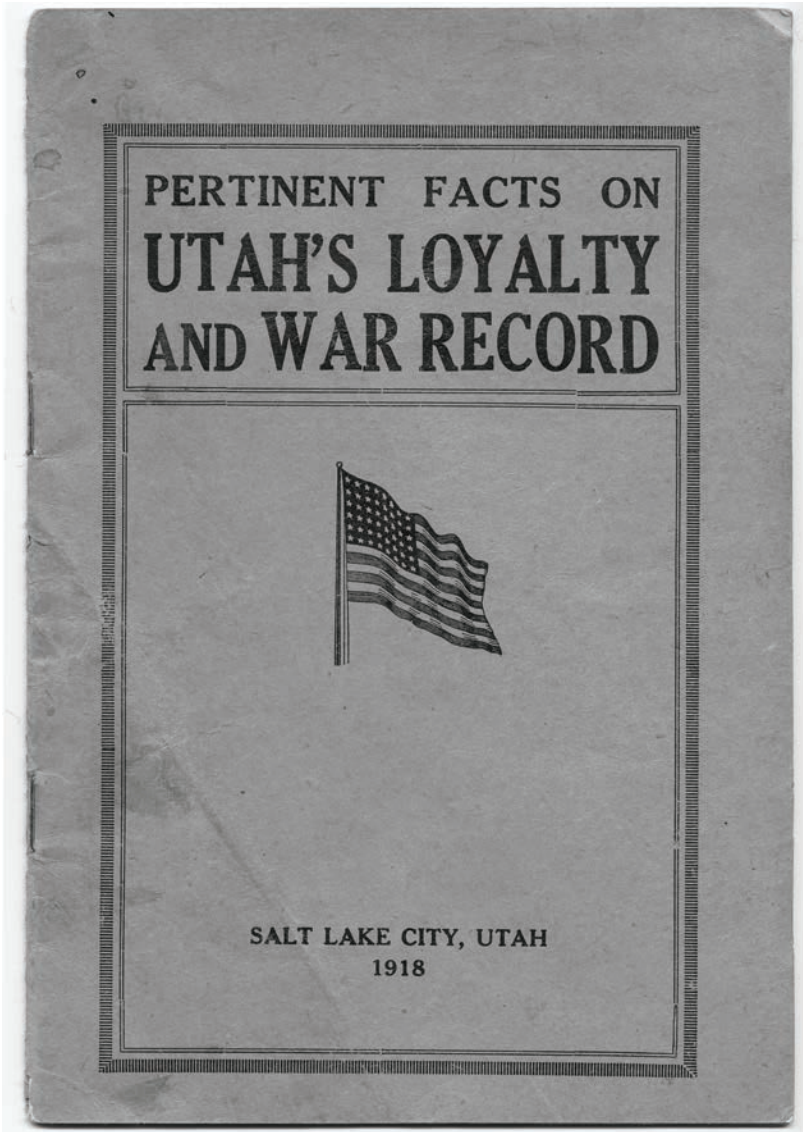 PERTINENT FACTS ON
UTAH'S LOYALTY
AND WAR RECORD
SALT LAKE CITY, UTAH
1918